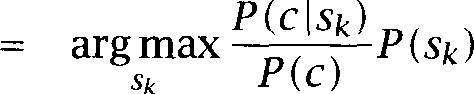 = arg max_{s_k} \frac{P(c|s_k)}{P(c)} P(s_k)